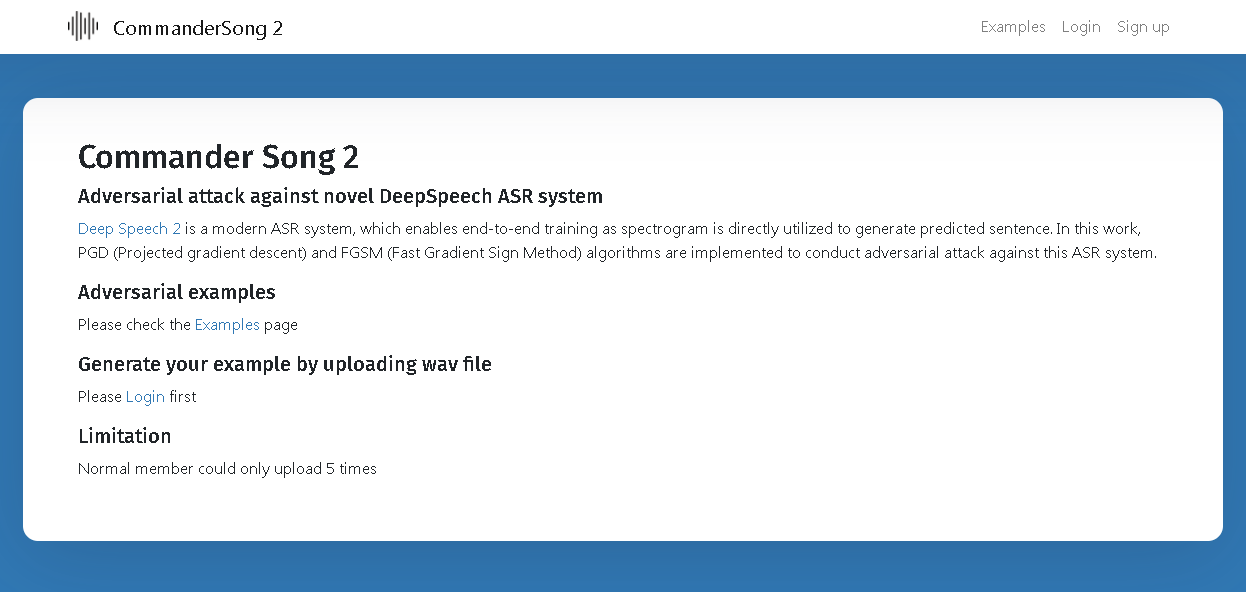 CommanderSong 2
Examples
Login
Sign up
Commander Song 2
Adversarial attack against novel DeepSpeech ASR system
Deep Speech 2 is a modern ASR system, which enables end-to-end training as spectrogram is directly utilized to generate predicted sentence. In this work,
PGD (Projected gradient descent) and FGSM (Fast Gradient Sign Method) algorithms are implemented to conduct adversarial attack against this ASR system.
Adversarial examples
Please check the Examples page
Generate your example by uploading wav file
Please Login first
Limitation
Normal member could only upload 5 times